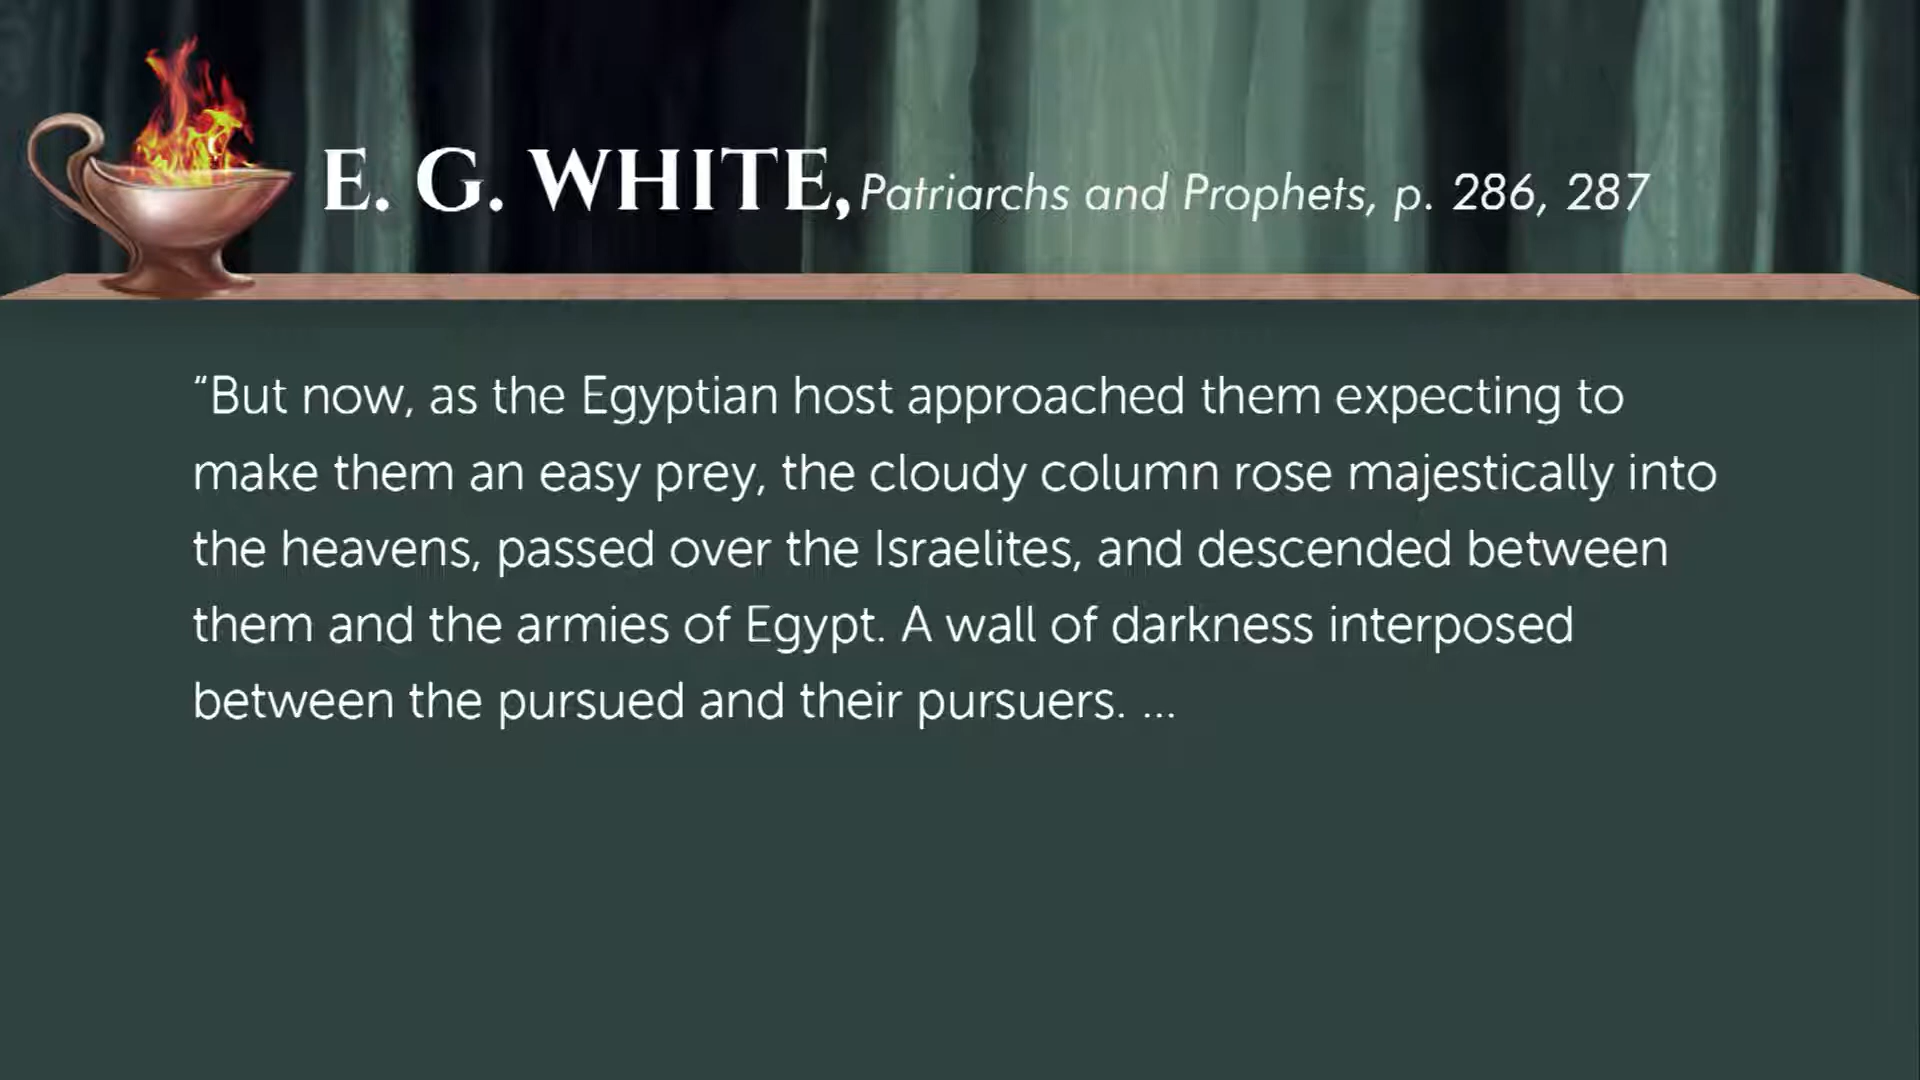 E. G. WHITE, Patriarchs and Prophets, p. 286, 287
“But now, as the Egyptian host approached them expecting to
make them an easy prey, the cloudy column rose majestically into
the heavens, passed over the Israelites, and descended between
them and the armies of Egypt. A wall of darkness interposed
between the pursued and their pursuers. ...